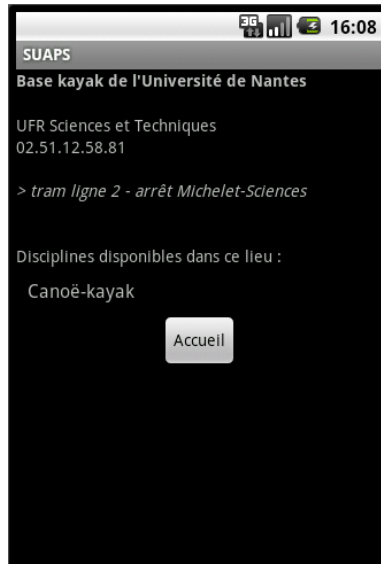 3G 16:08
SUAPS
Base kayak de l'Université de Nantes
UFR Sciences et Techniques
02.51.12.58.81
> tram ligne 2 - arrêt Michelet-Sciences
Disciplines disponibles dans ce lieu :
Canoë-kayak
Accueil